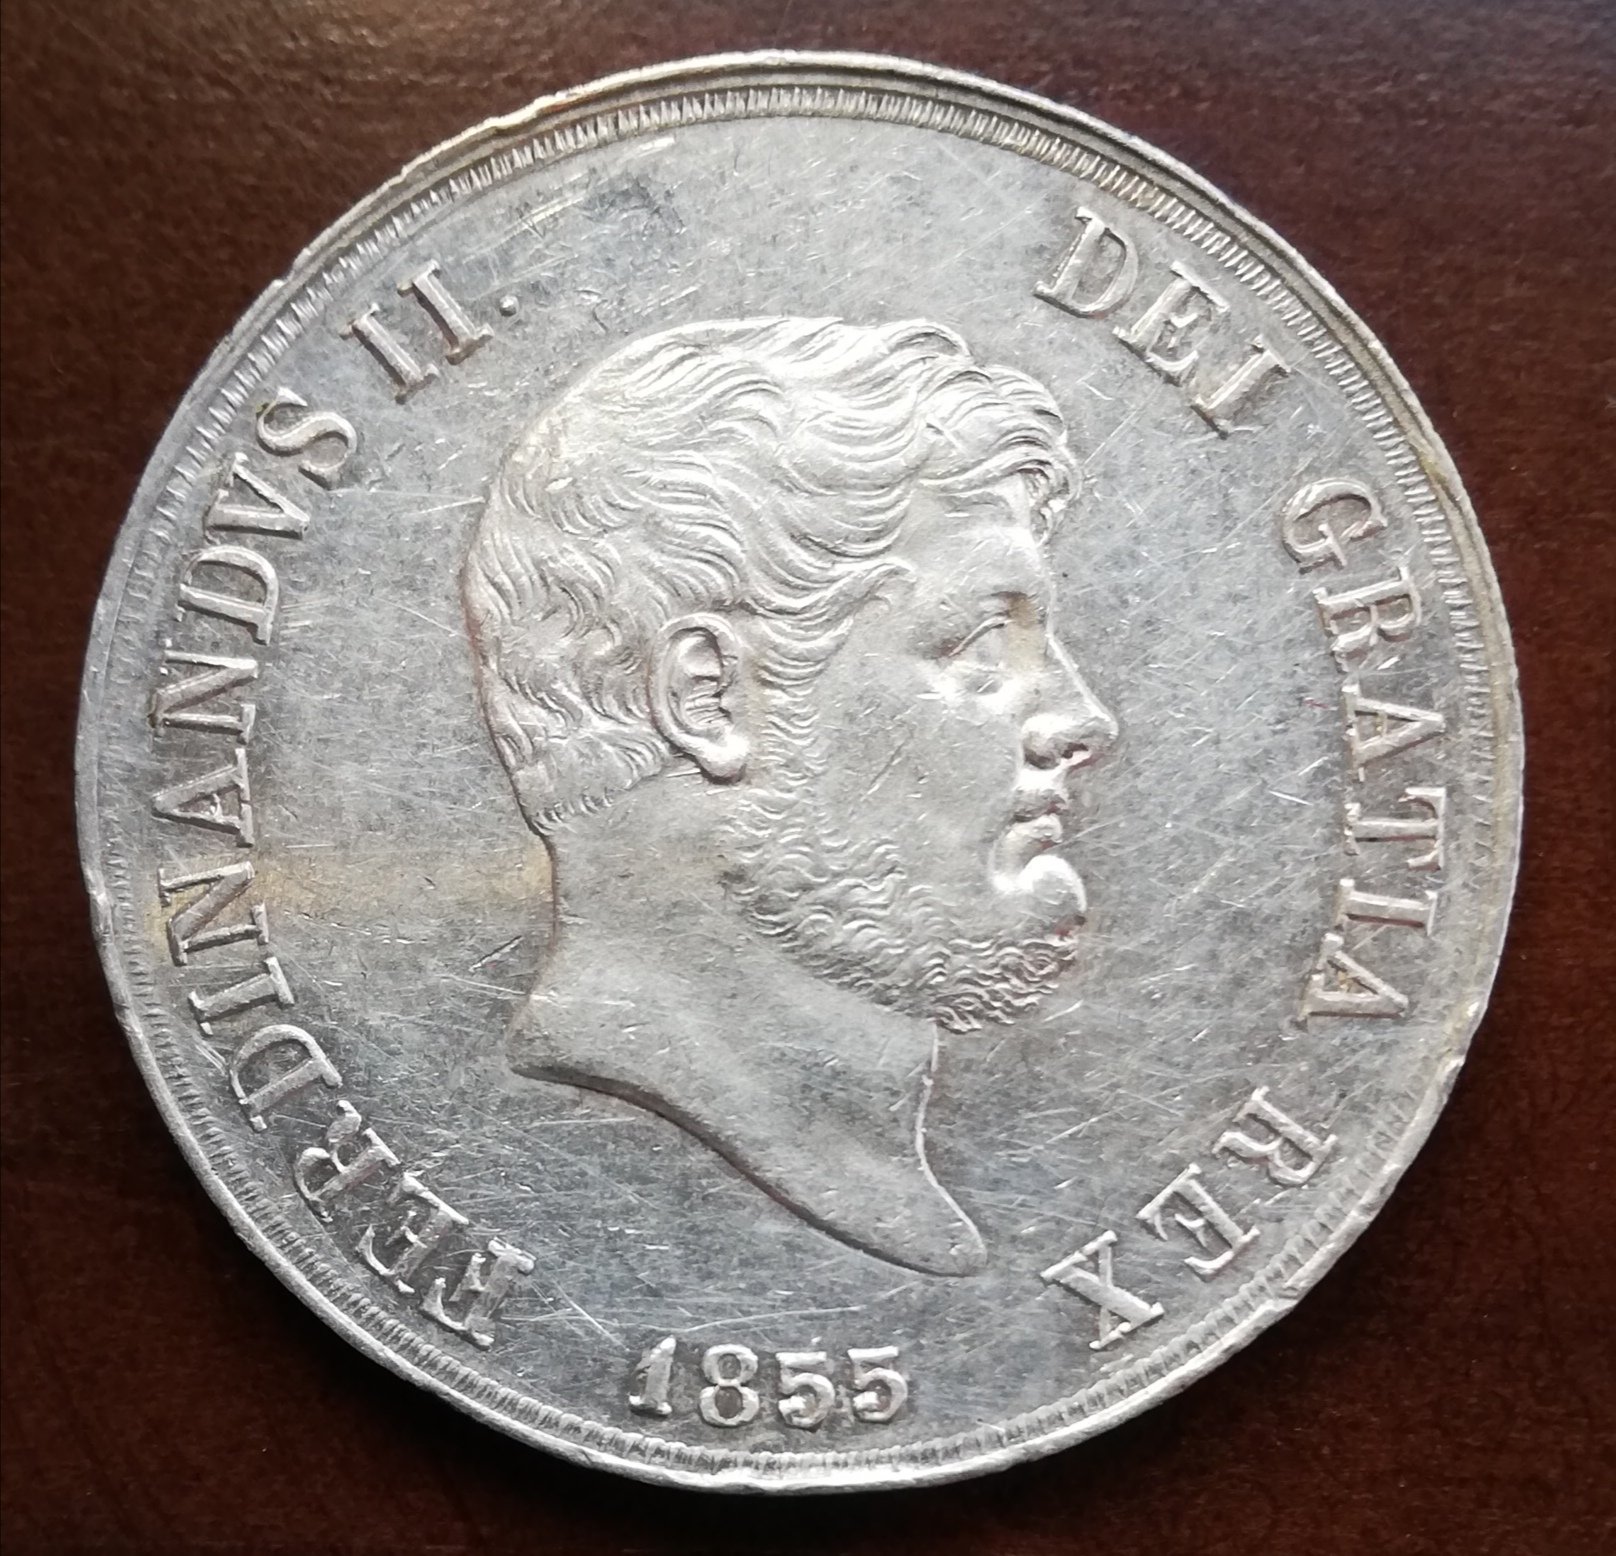 FERDINANDVS II. DEI GRATIA REX
1855